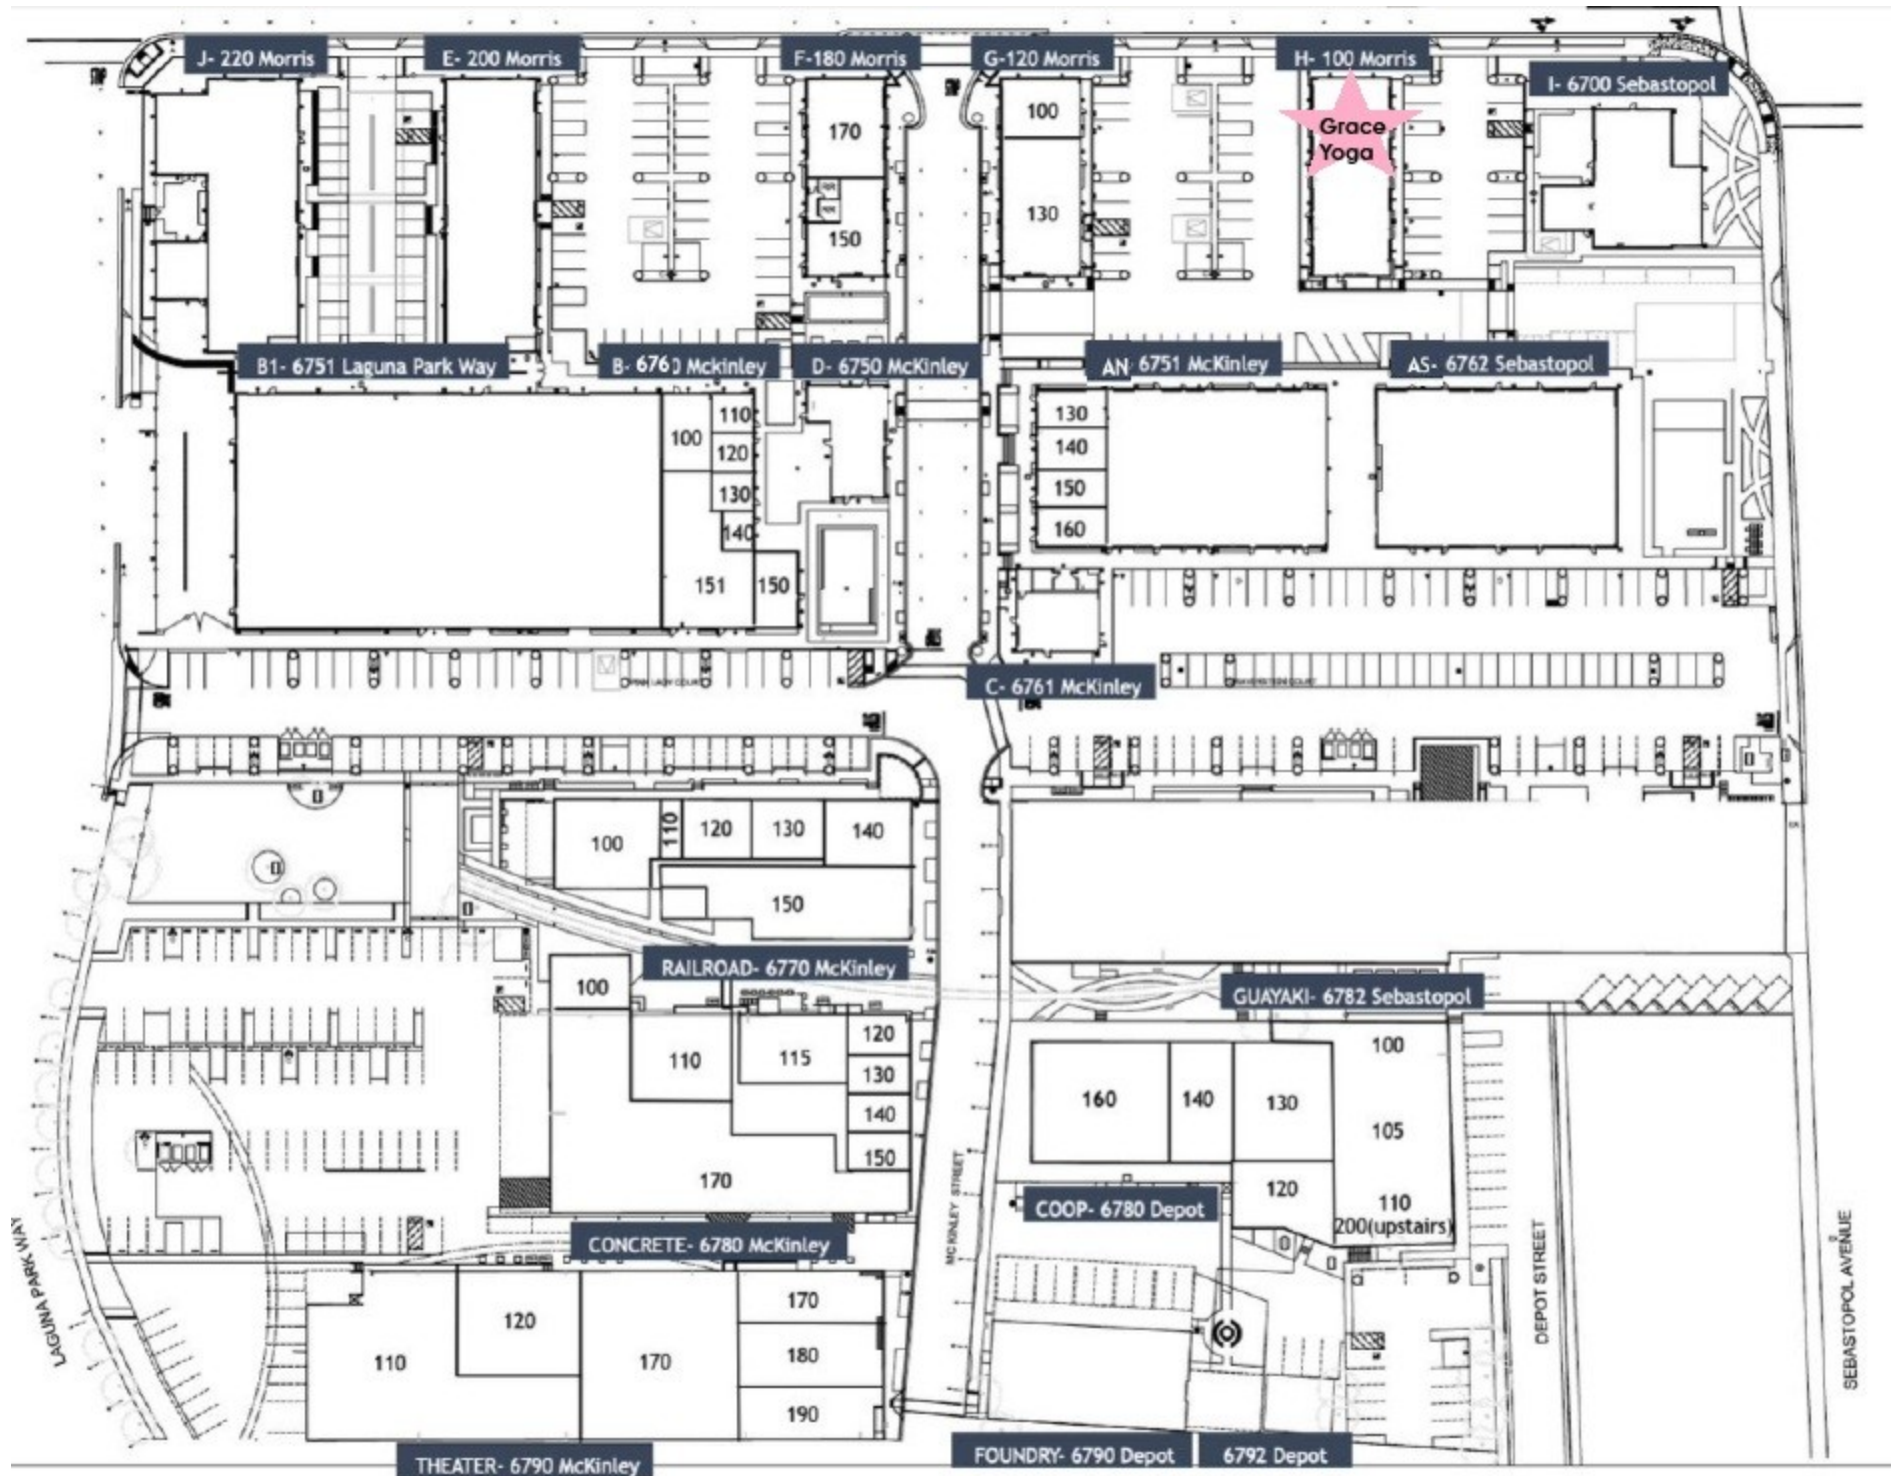 J- 220 Morris
E- 200 Morris
F-180 Morris
G-120 Morris
H- 100 Morris
I- 6700 Sebastopol
170
150
100
130
Grace
Yoga
B1- 6751 Laguna Park Way
B- 6760 Mckinley
D- 6750 McKinley
AN 6751 McKinley
AS- 6762 Sebastopol
100
110
120
130
140
151
150
130
140
150
160
C- 6761 McKinley
100
110
120
130
140
150
RAILROAD- 6770 McKinley
GUAYAKI- 6782 Sebastopol
100
110
115
120
130
140
150
170
160
140
130
120
100
105
110
200(upstairs)
COOP- 6780 Depot
CONCRETE- 6780 McKinley
MCKINLEY STREET
DEPOT STREET
SEBASTOPOL AVENUE
LAGUNA PARK WAY
110
120
170
170
180
190
THEATER- 6790 McKinley
FOUNDRY- 6790 Depot
6792 Depot